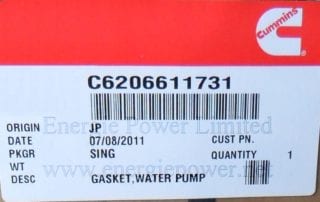 Cummins
C6206611731
Energie Power Limited
ORIGIN JP
DATE 07/08/2011 CUST PN.
PKGR SING QUANTITY 1
WT
www.energiepower.net
DESC GASKET,WATER PUMP